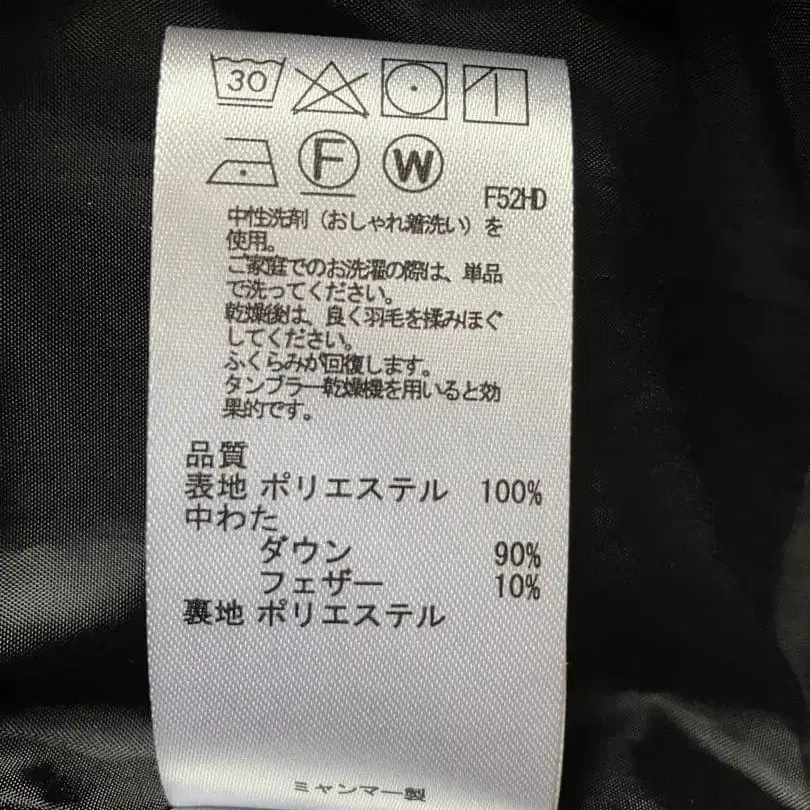 30
F W
F52HD
中性洗剤（おしゃれ着洗い）を
使用。
ご家庭でのお洗濯の際は、単品
で洗ってください。
乾燥後は、良く羽毛を揉みほぐ
してください。
ふくらみが回復します。
タンブラー乾燥機を用いると効
果的です。
品質
表地 ポリエステル 100%
中わた
ダウン 90%
フェザー 10%
裏地 ポリエステル
ミャンマー製